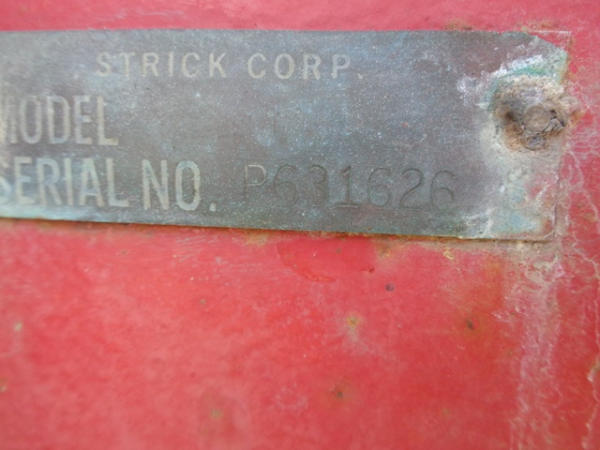 STRICK CORP.
MODEL
SERIAL NO. P631626